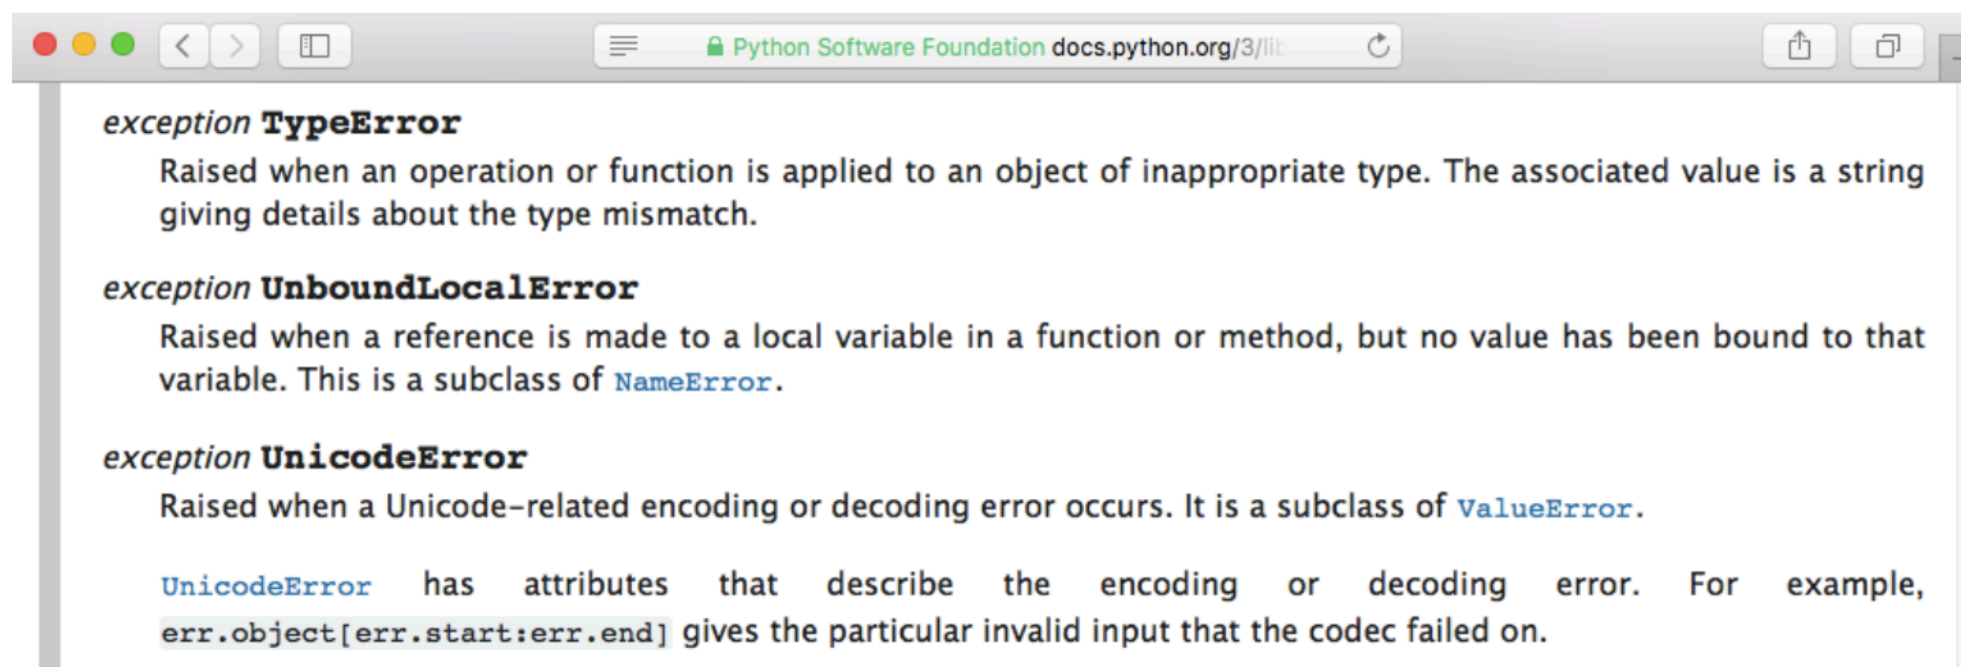 Python Software Foundation docs.python.org/3/lib
exception TypeError
Raised when an operation or function is applied to an object of inappropriate type. The associated value is a string
giving details about the type mismatch.
exception UnboundLocalError
Raised when a reference is made to a local variable in a function or method, but no value has been bound to that
variable. This is a subclass of NameError.
exception UnicodeError
Raised when a Unicode-related encoding or decoding error occurs. It is a subclass of ValueError.
UnicodeError has attributes that describe the encoding or decoding error. For example,
err.object[err.start:err.end] gives the particular invalid input that the codec failed on.